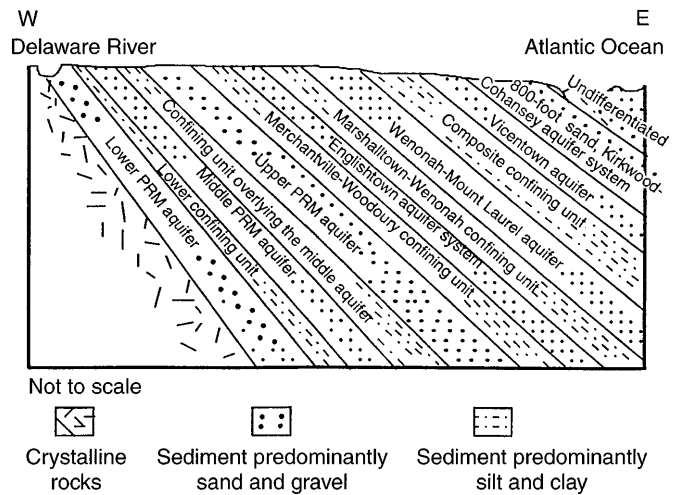 W
E
Delaware River
Atlantic Ocean
Lower PRM aquifer
Lower confining unit
Middle PRM aquifer
Confining unit overlying the middle aquifer
Upper PRM aquifer
Merchantville-Woodoury confining unit
Englishtown aquifer system
Marshalltown-Wenonah confining unit
Wenonah-Mount Laurel aquifer
Composite confining unit
Vicentown aquifer
800-foot sand, Kirkwood-
Cohansey aquifer system
Undifferentiated
Not to scale
Crystalline
rocks
Sediment predominantly
sand and gravel
Sediment predominantly
silt and clay